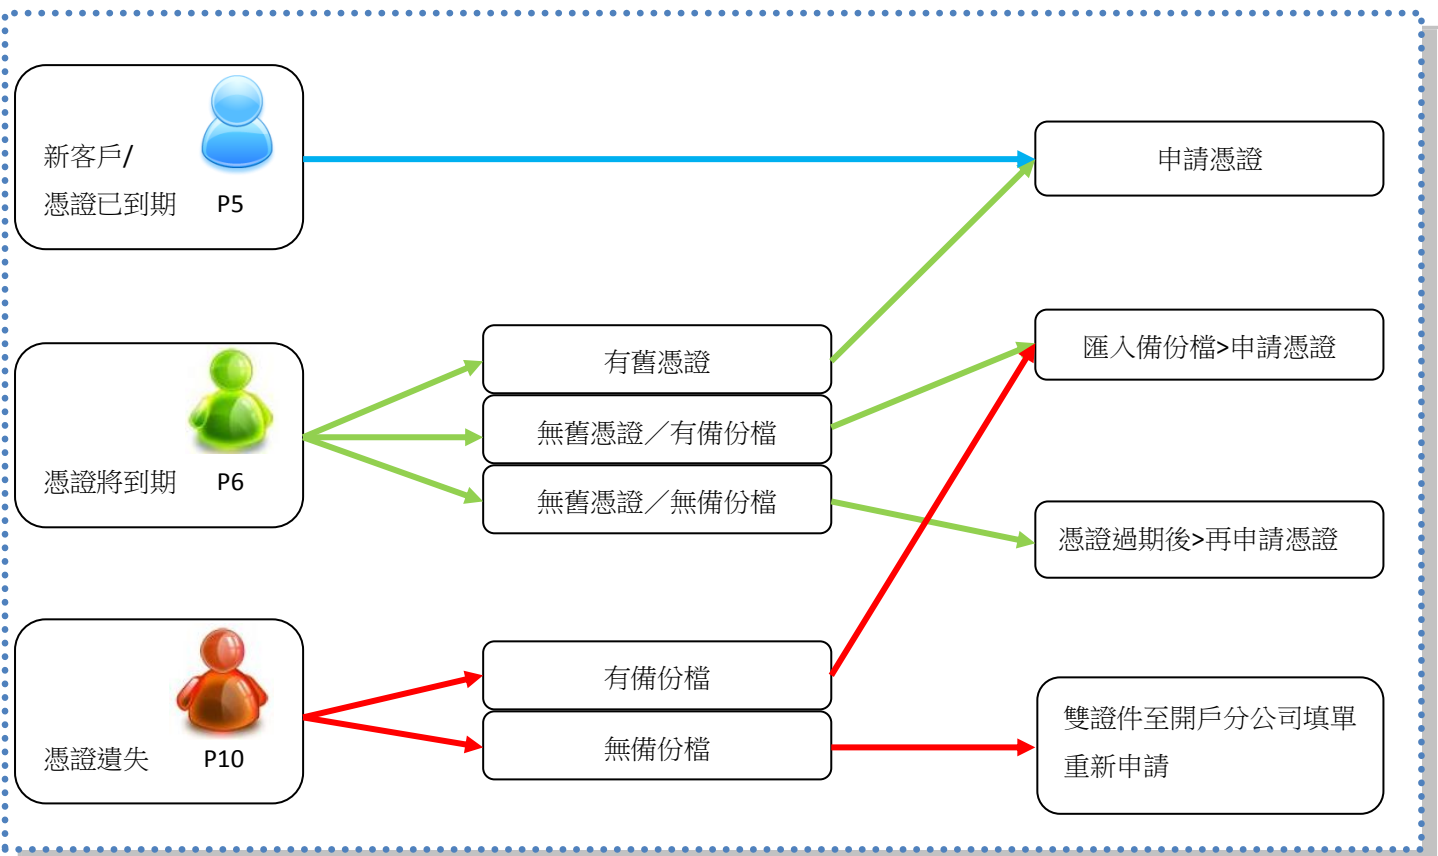 新客戶/
憑證已到期 P5
申請憑證
有舊憑證
無舊憑證／有備份檔
無舊憑證／無備份檔
匯入備份檔>申請憑證
憑證將到期 P6
憑證過期後>再申請憑證
有備份檔
無備份檔
憑證遺失 P10
雙證件至開戶分公司填單
重新申請